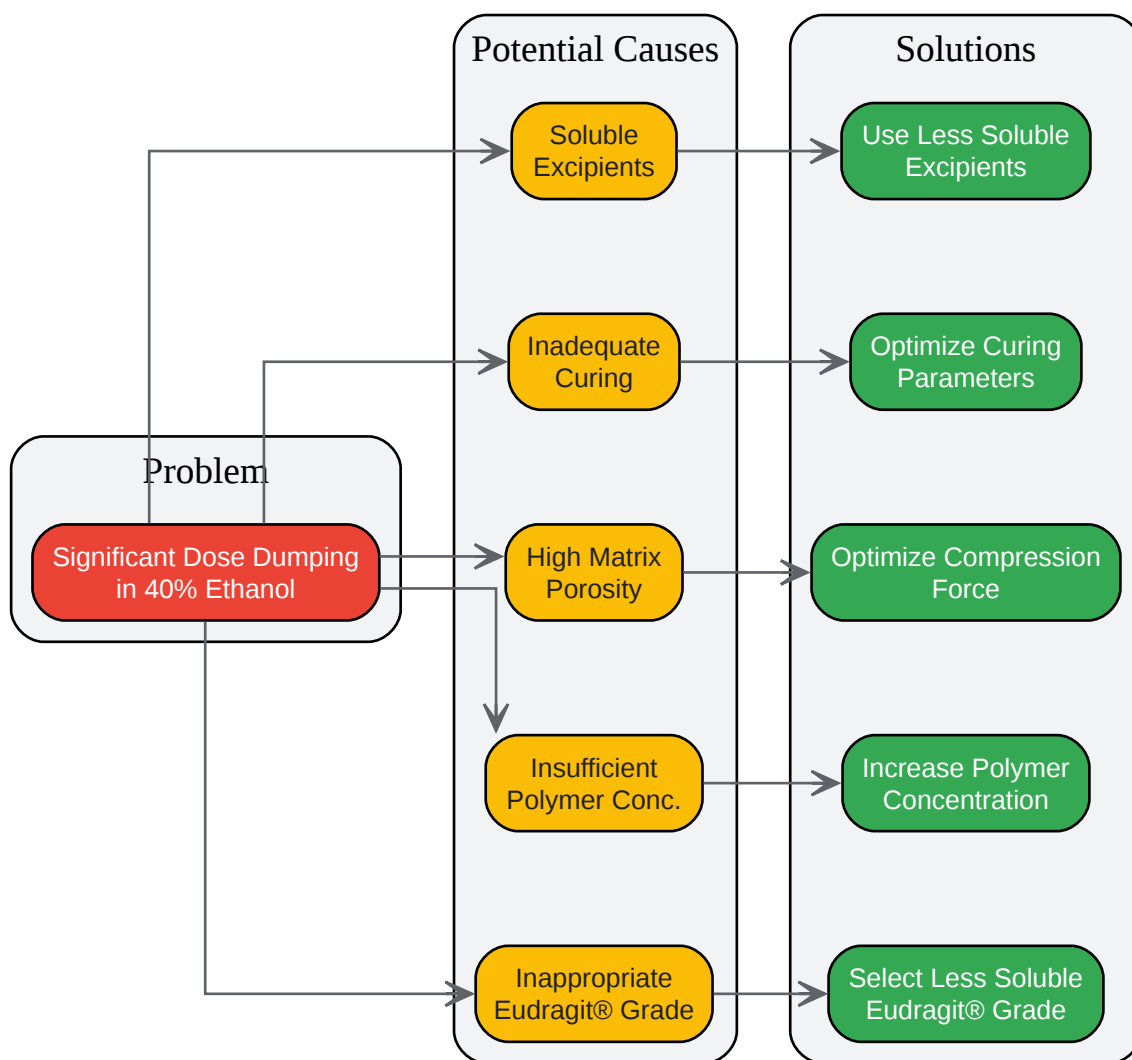 Potential Causes
Solutions
Soluble
Excipients
Use Less Soluble
Excipients
Inadequate
Curing
Optimize Curing
Parameters
Problem
Significant Dose Dumping
in 40% Ethanol
High Matrix
Porosity
Optimize Compression
Force
Insufficient
Polymer Conc.
Increase Polymer
Concentration
Inappropriate
Eudragit® Grade
Select Less Soluble
Eudragit® Grade